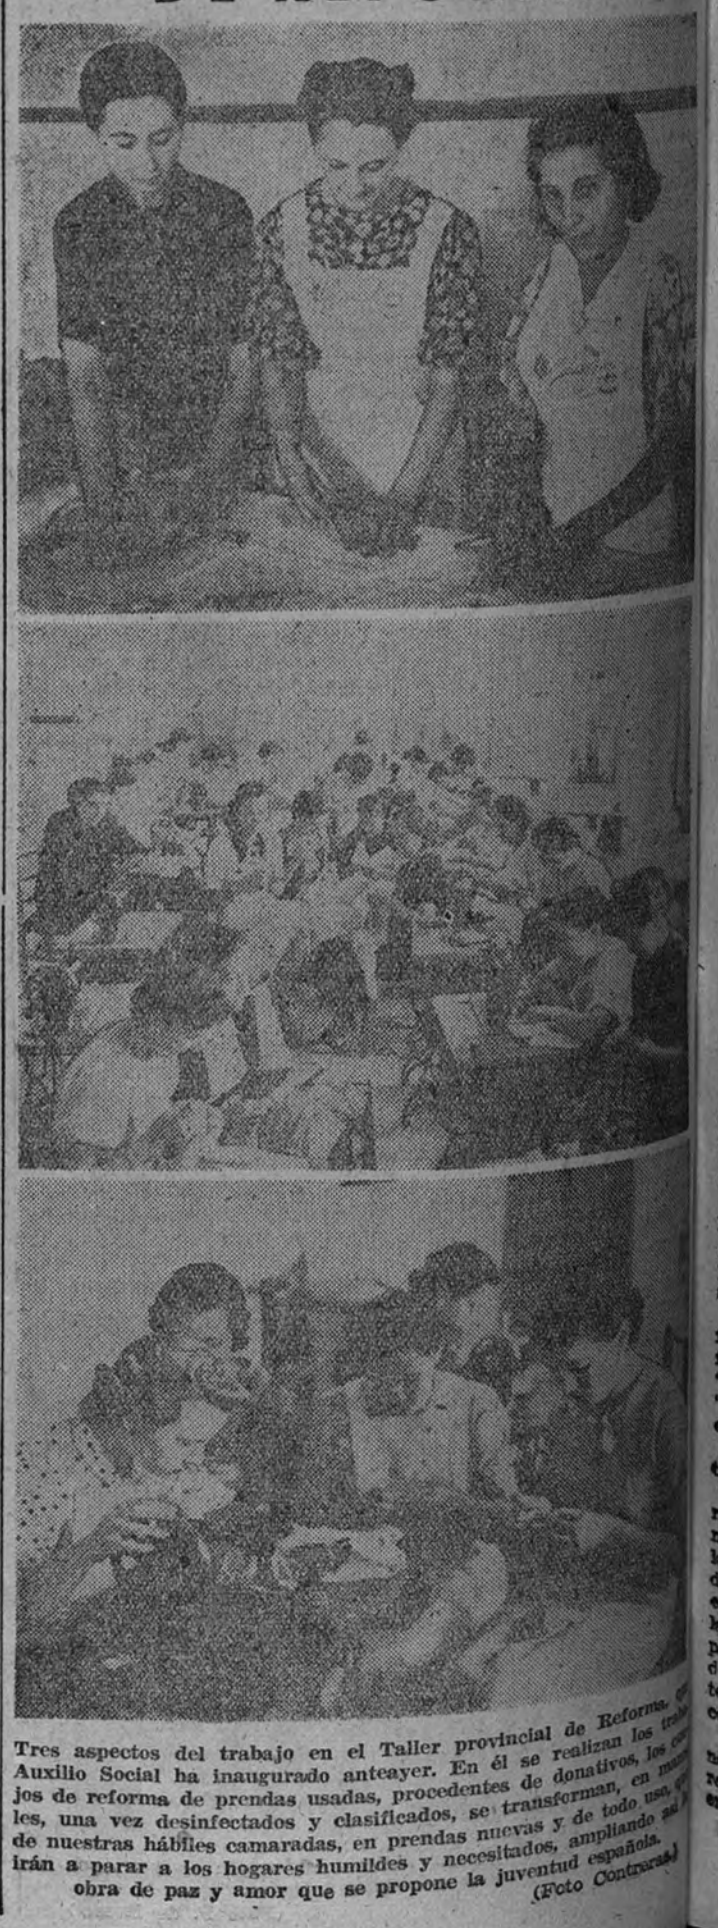 Tres aspectos del trabajo en el Taller provincial de Reforma, que
Auxilio Social ha inaugurado anteayer. En él se realizan los traba-
jos de reforma de prendas usadas, procedentes de donativos, los cua-
les, una vez desinfectados y clasificados, se transforman, en manos
de nuestras hábiles camaradas, en prendas nuevas y de todo uso, que
irán a parar a los hogares humildes y necesitados, ampliando así la
obra de paz y amor que se propone la juventud española.
(Foto Contreras)